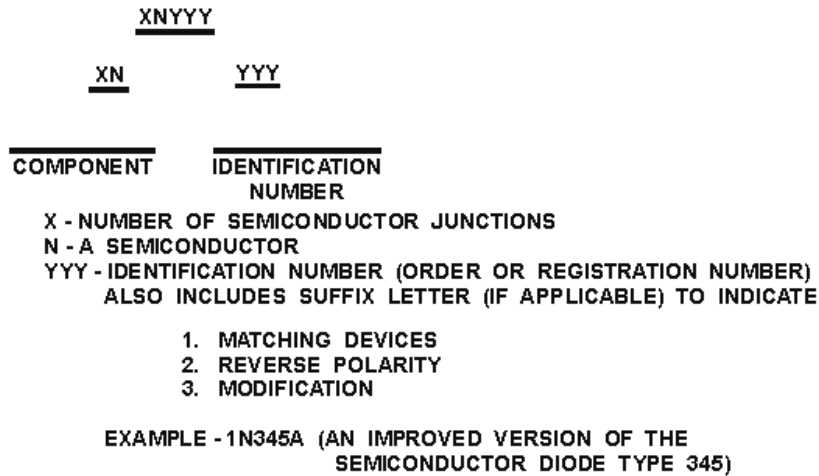 XNYYY
XN YYY
COMPONENT IDENTIFICATION
NUMBER
X - NUMBER OF SEMICONDUCTOR JUNCTIONS
N - A SEMICONDUCTOR
YYY - IDENTIFICATION NUMBER (ORDER OR REGISTRATION NUMBER)
ALSO INCLUDES SUFFIX LETTER (IF APPLICABLE) TO INDICATE
1. MATCHING DEVICES
2. REVERSE POLARITY
3. MODIFICATION
EXAMPLE - 1N345A (AN IMPROVED VERSION OF THE
SEMICONDUCTOR DIODE TYPE 345)